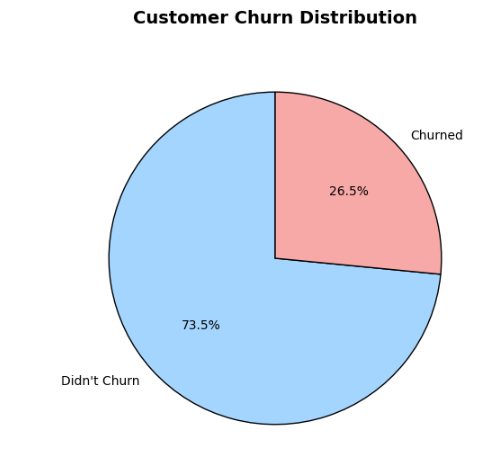 Customer Churn Distribution
Churned
26.5%
73.5%
Didn't Churn